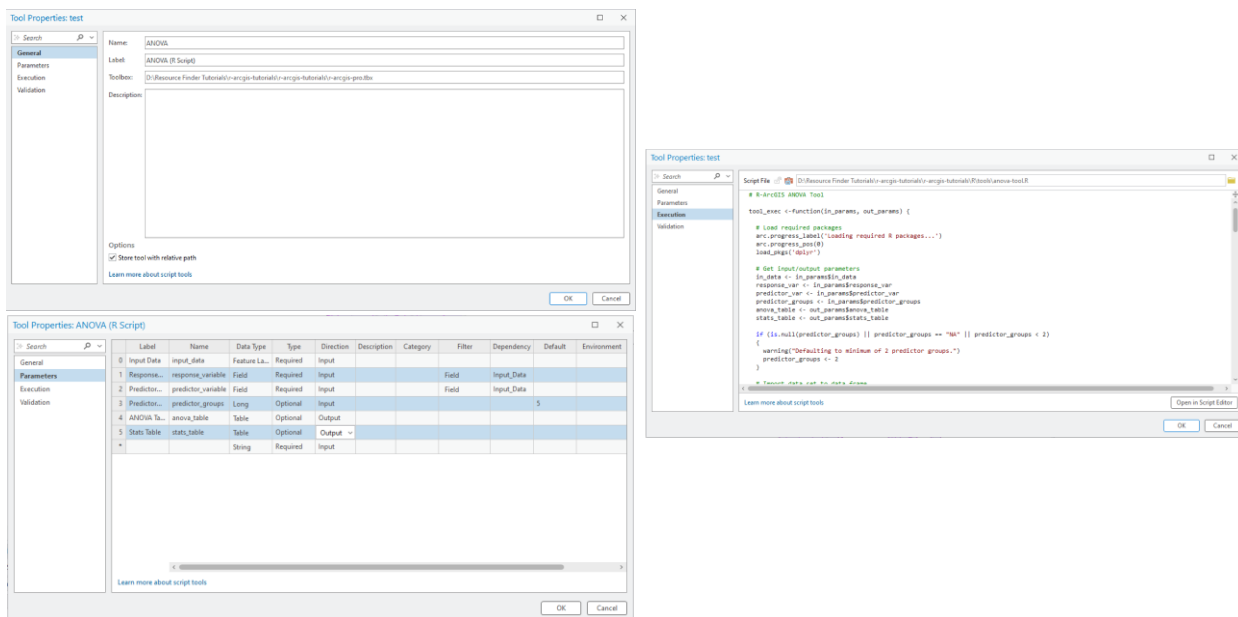 Tool Properties: test
Search
General
Parameters
Execution
Validation
Name: ANOVA
Label: ANOVA (R Script)
Toolbox: D:\Resource Finder Tutorials\r-arcgis-tutorials\r-arcgis-tutorials\r-arcgis-pro.tbx
Description:
Options
Store tool with relative path
Learn more about script tools
OK Cancel
Tool Properties: ANOVA (R Script)
Search
General
Parameters
Execution
Validation
Label Name Data Type Type Direction Description Category Filter Dependency Default Environment
0 Input Data input_data Feature La... Required Input
1 Response... response_variable Field Required Input Field Input_Data
2 Predictor... predictor_variable Field Required Input Field Input_Data
3 Predictor... predictor_groups Long Optional Input 5
4 ANOVA Ta... anova_table Table Optional Output
5 Stats Table stats_table Table Optional Output
* String Required Input
Learn more about script tools
OK Cancel
Tool Properties: test
Search
General
Parameters
Execution
Validation
Script File D:\Resource Finder Tutorials\r-arcgis-tutorials\r-arcgis-tutorials\R\tools\anova-tool.R
# R-ArcGIS ANOVA Tool
tool_exec <-function(in_params, out_params) {
# Load required packages
arc.progress_label('Loading required R packages...')
arc.progress_pos(0)
load_pkgs('dplyr')
# Get input/output parameters
in_data <- in_params$in_data
response_var <- in_params$response_var
predictor_var <- in_params$predictor_var
predictor_groups <- in_params$predictor_groups
anova_table <- out_params$anova_table
stats_table <- out_params$stats_table
if (is.null(predictor_groups) || predictor_groups == "NA" || predictor_groups < 2)
{
warning("Defaulting to minimum of 2 predictor groups.")
predictor_groups <- 2
}
# Import data set to data frame
Learn more about script tools
Open in Script Editor
OK Cancel